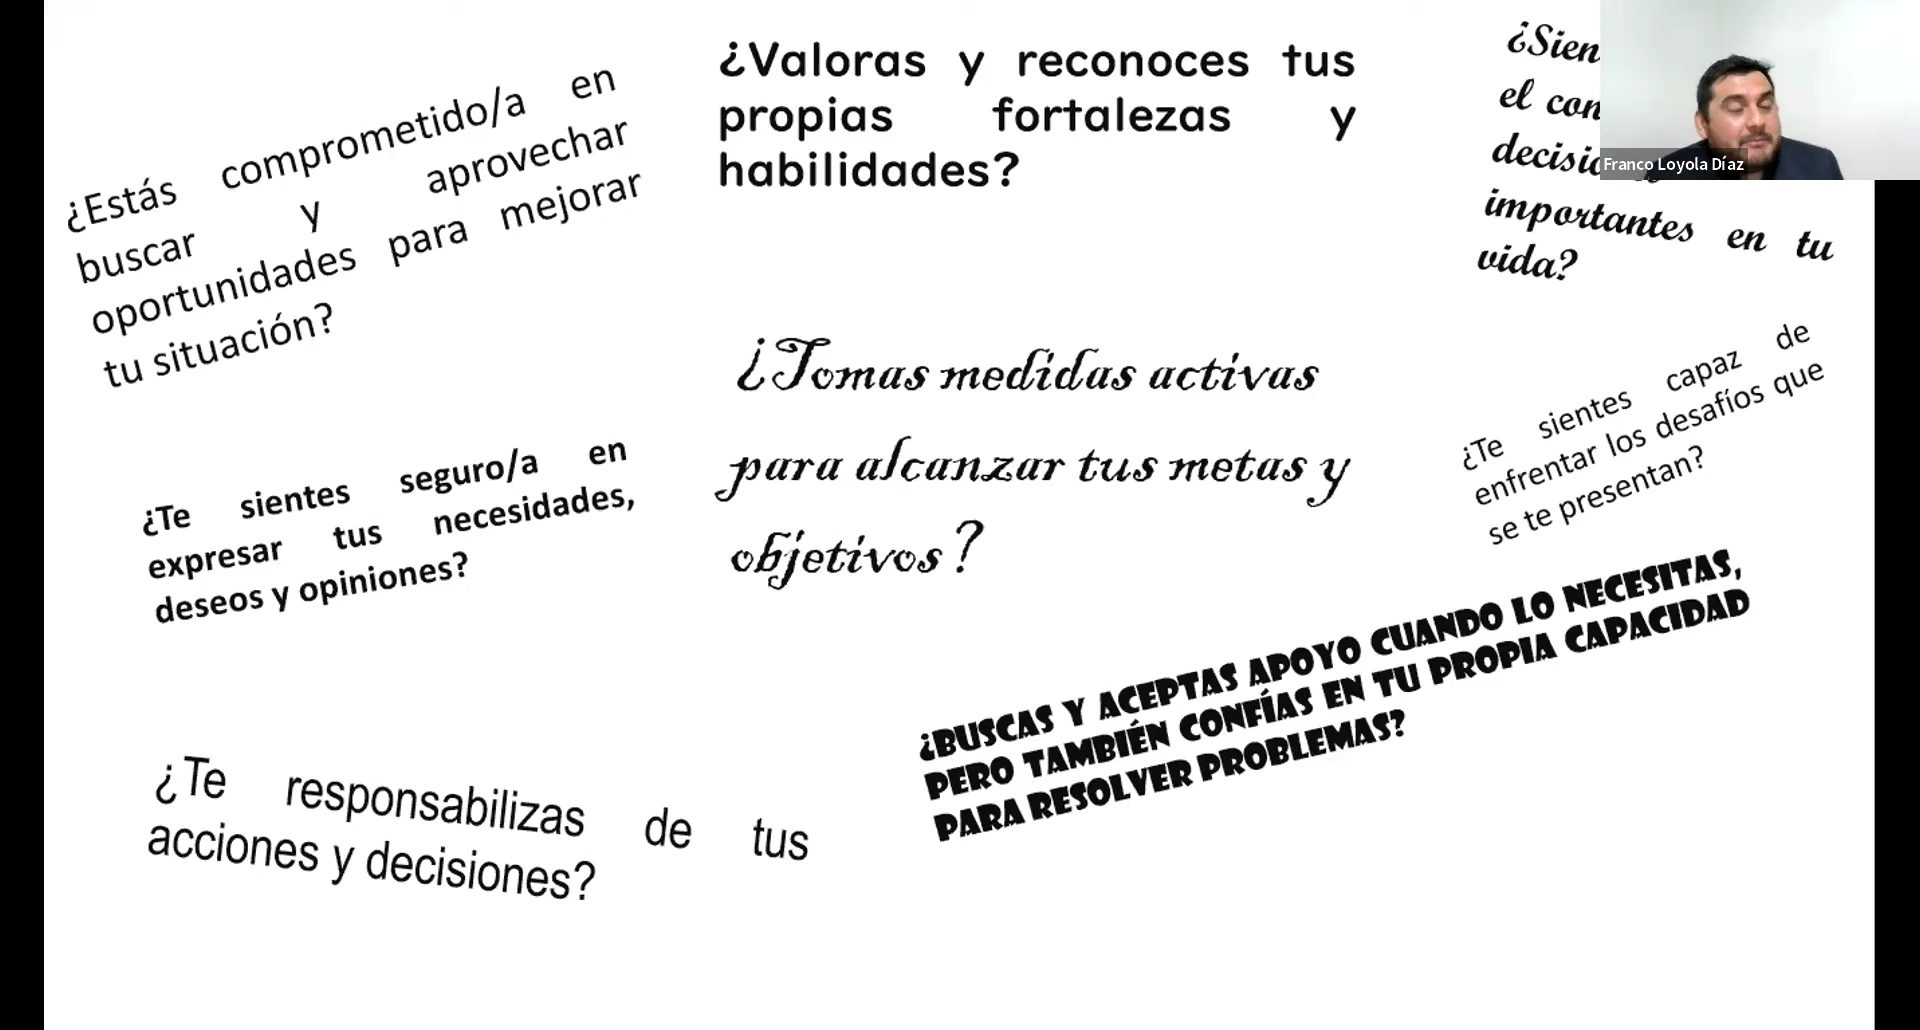 ¿Estás comprometido/a en
buscar y aprovechar
oportunidades para mejorar
tu situación?
¿Valoras y reconoces tus
propias fortalezas y
habilidades?
el
importantes en tu
vida?
Franco Loyola Díaz
¿Te sientes seguro/a en
expresar tus necesidades,
deseos y opiniones?
¿Tomas medidas activas
para alcanzar tus metas y
objetivos?
¿Te sientes capaz de
enfrentar los desafíos que
se te presentan?
¿BUSCAS Y ACEPTAS APOYO CUANDO LO NECESITAS,
PERO TAMBIÉN CONFÍAS EN TU PROPIA CAPACIDAD
PARA RESOLVER PROBLEMAS?
¿Te responsabilizas de tus
acciones y decisiones?